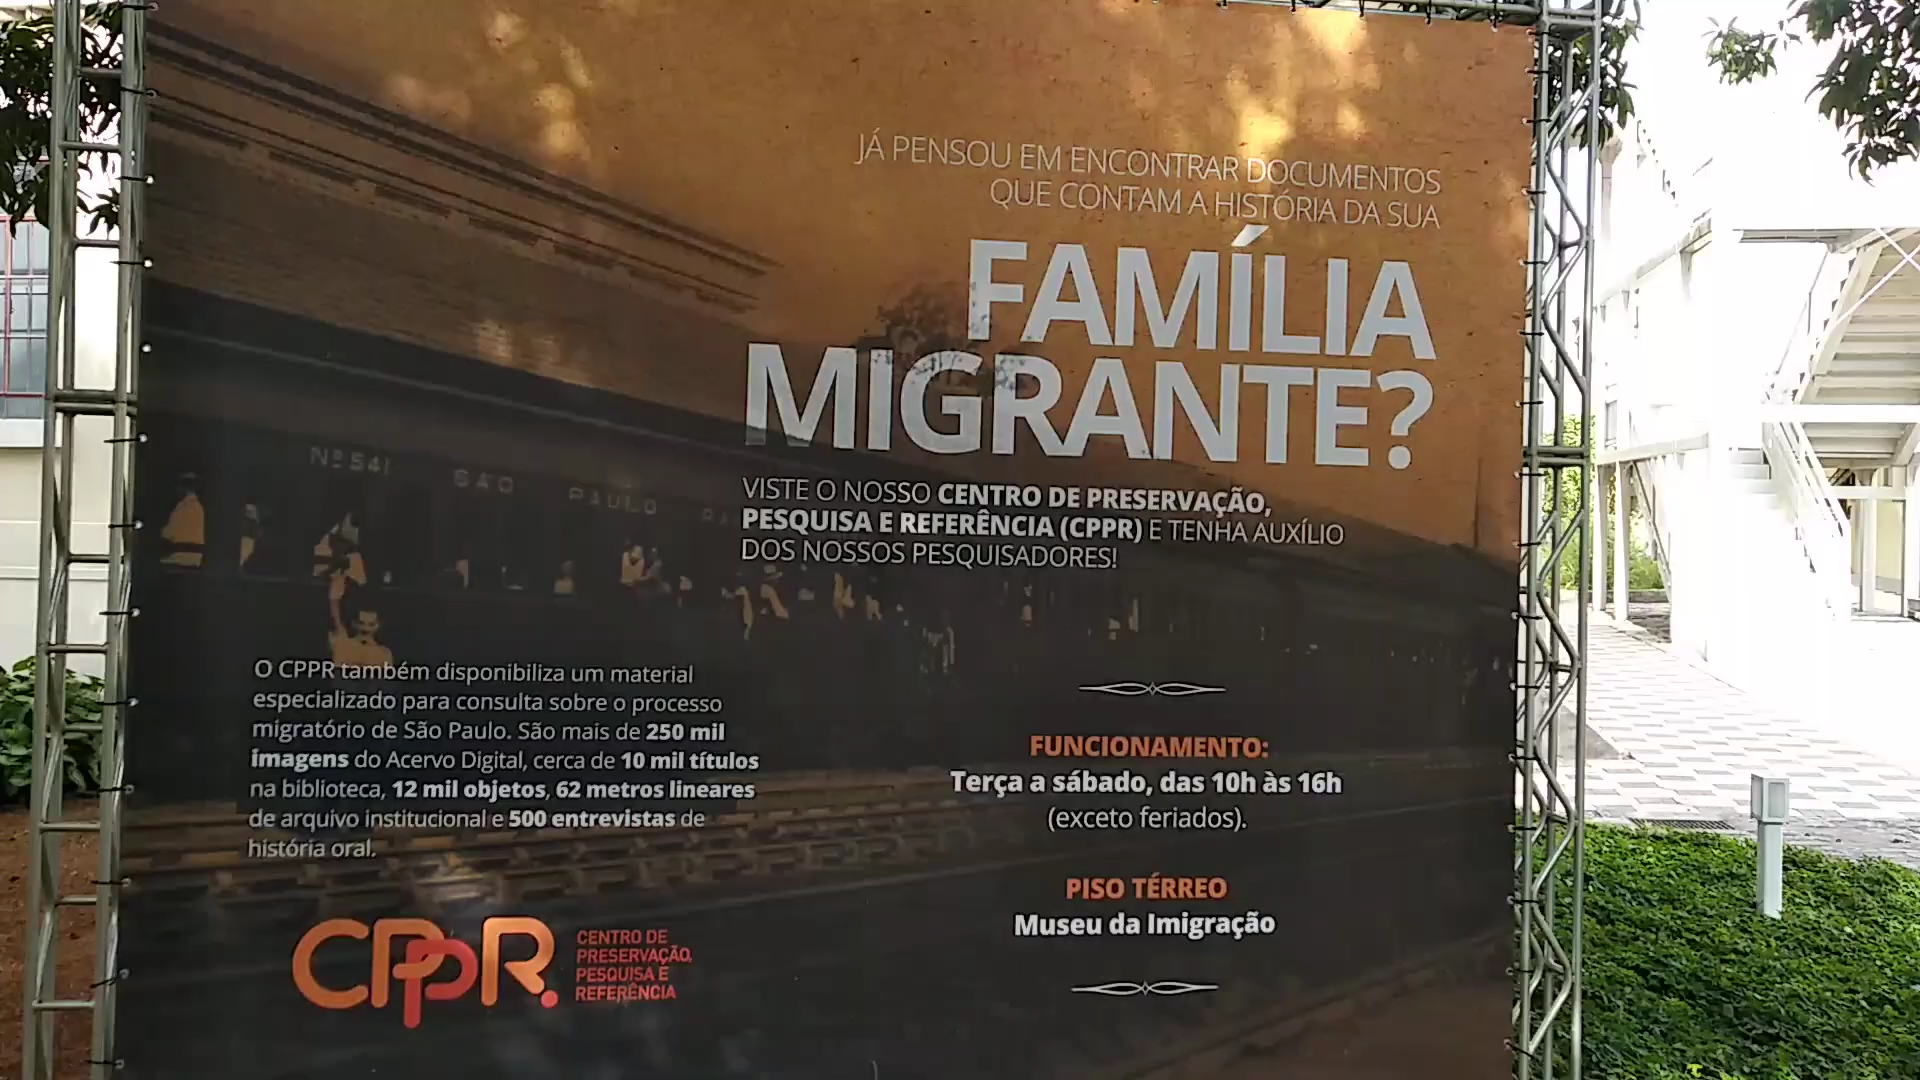 JÁ PENSOU EM ENCONTRAR DOCUMENTOS
QUE CONTAM A HISTÓRIA DA SUA
FAMÍLIA
MIGRANTE?
VISTE O NOSSO CENTRO DE PRESERVAÇÃO,
PESQUISA E REFERÊNCIA (CPPR) E TENHA AUXÍLIO
DOS NOSSOS PESQUISADORES!
Nº 541 SAO PAULO
O CPPR também disponibiliza um material
especializado para consulta sobre o processo
migratório de São Paulo. São mais de 250 mil
imagens do Acervo Digital, cerca de 10 mil títulos
na biblioteca, 12 mil objetos, 62 metros lineares
de arquivo institucional e 500 entrevistas de
história oral.
FUNCIONAMENTO:
Terça a sábado, das 10h às 16h
(exceto feriados).
PISO TÉRREO
Museu da Imigração
CPPR.
CENTRO DE
PRESERVAÇÃO,
PESQUISA E
REFERÊNCIA